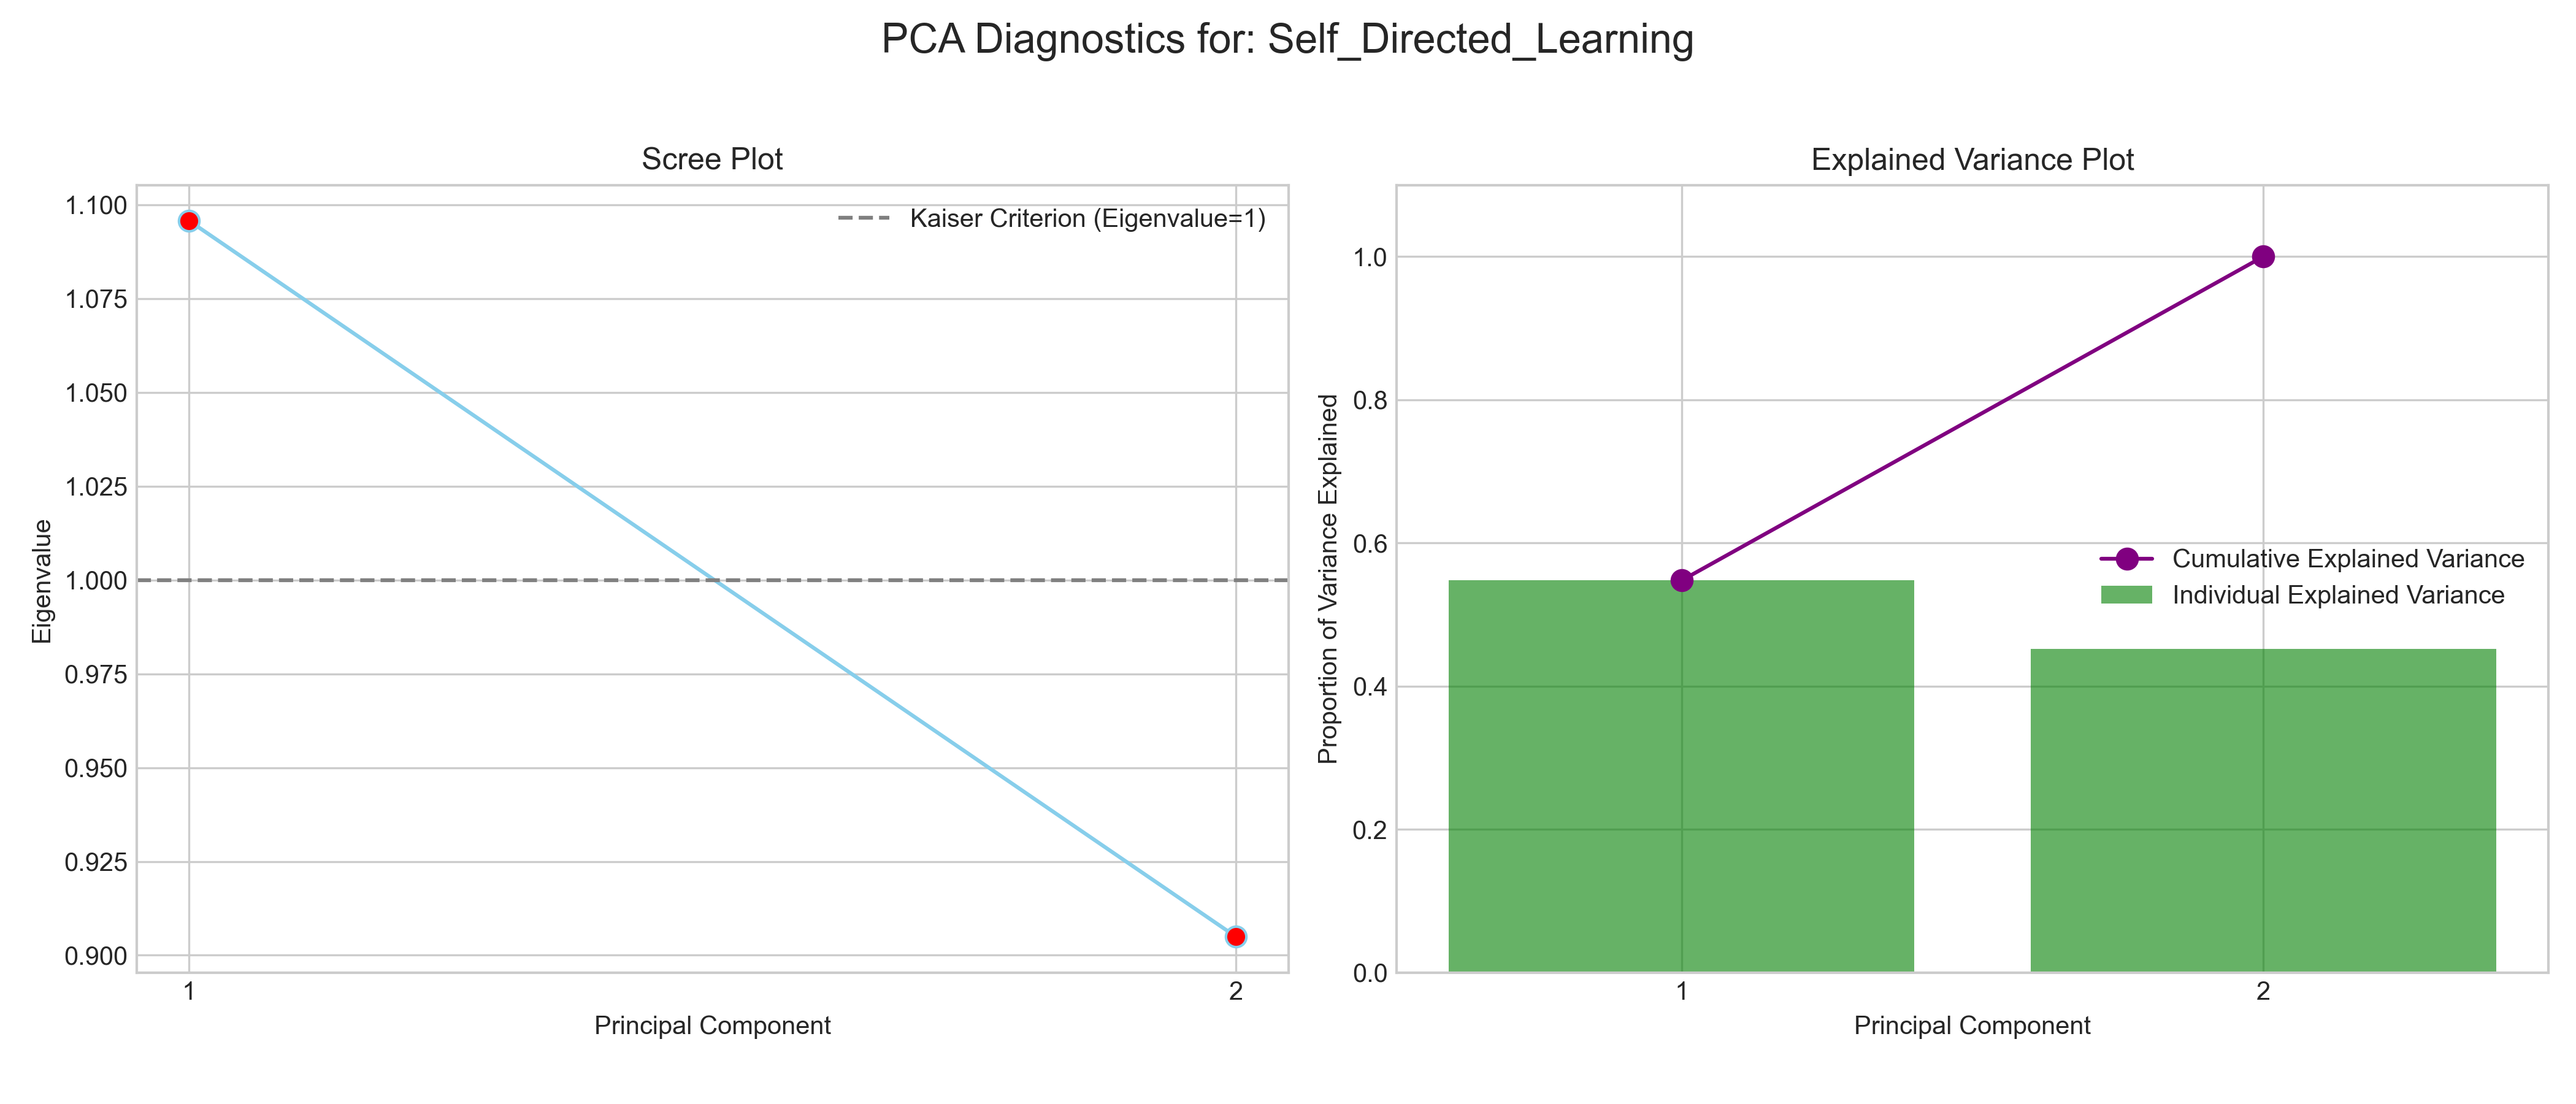 PCA Diagnostics for: Self_Directed_Learning
Scree Plot
Kaiser Criterion (Eigenvalue=1)
Eigenvalue
1.100
1.075
1.050
1.025
1.000
0.975
0.950
0.925
0.900
1
2
Principal Component
Explained Variance Plot
Proportion of Variance Explained
1.0
0.8
0.6
0.4
0.2
0.0
Cumulative Explained Variance
Individual Explained Variance
1
2
Principal Component